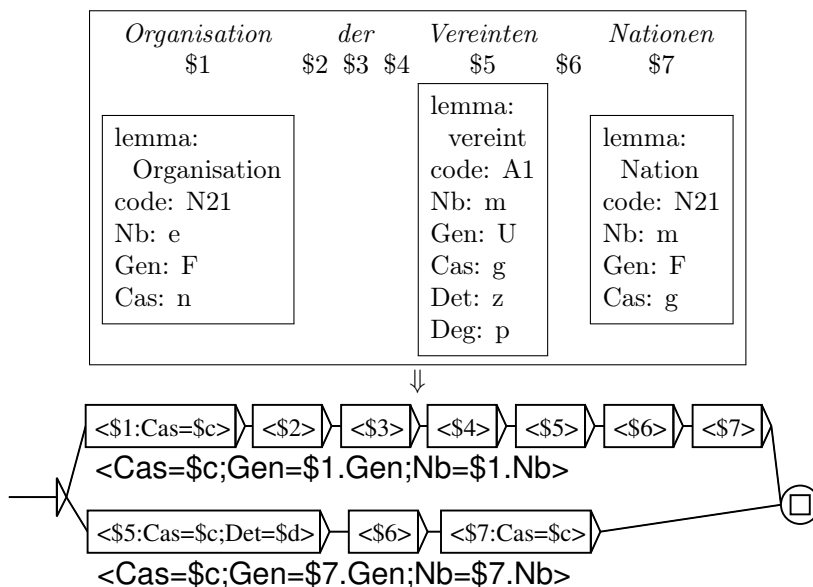 Organisation der Vereinten Nationen
$1 $2 $3 $4 $5 $6 $7
lemma:
Organisation
code: N21
Nb: e
Gen: F
Cas: n
lemma:
vereint
code: A1
Nb: m
Gen: U
Cas: g
Det: z
Deg: p
lemma:
Nation
code: N21
Nb: m
Gen: F
Cas: g
⇓
<$1:Cas=$c> <$2> <$3> <$4> <$5> <$6> <$7>
<Cas=$c;Gen=$1.Gen;Nb=$1.Nb>
<$5:Cas=$c;Det=$d> <$6> <$7:Cas=$c>
<Cas=$c;Gen=$7.Gen;Nb=$7.Nb>